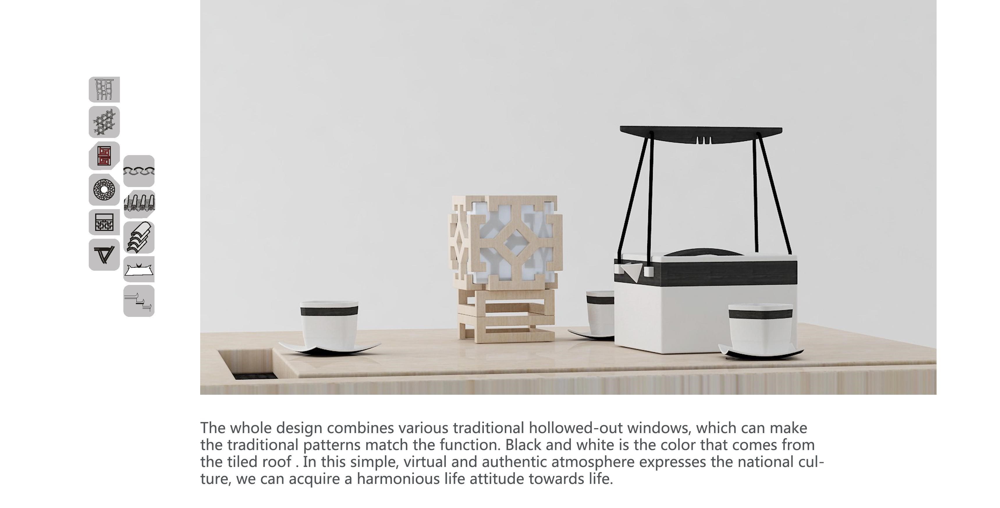 The whole design combines various traditional hollowed-out windows, which can make
the traditional patterns match the function. Black and white is the color that comes from
the tiled roof . In this simple, virtual and authentic atmosphere expresses the national cul-
ture, we can acquire a harmonious life attitude towards life.